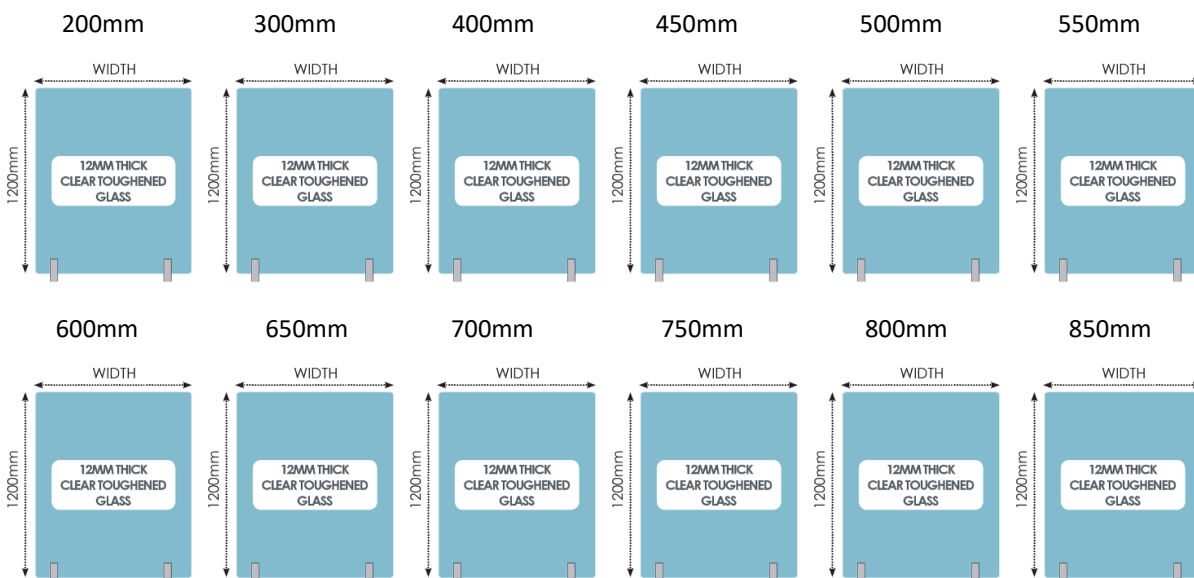 200mm 300mm 400mm 450mm 500mm 550mm
WIDTH WIDTH WIDTH WIDTH WIDTH WIDTH
1200mm 1200mm 1200mm 1200mm 1200mm 1200mm
12MM THICK 12MM THICK 12MM THICK 12MM THICK 12MM THICK 12MM THICK
CLEAR TOUGHENED CLEAR TOUGHENED CLEAR TOUGHENED CLEAR TOUGHENED CLEAR TOUGHENED CLEAR TOUGHENED
GLASS GLASS GLASS GLASS GLASS GLASS
600mm 650mm 700mm 750mm 800mm 850mm
WIDTH WIDTH WIDTH WIDTH WIDTH WIDTH
1200mm 1200mm 1200mm 1200mm 1200mm 1200mm
12MM THICK 12MM THICK 12MM THICK 12MM THICK 12MM THICK 12MM THICK
CLEAR TOUGHENED CLEAR TOUGHENED CLEAR TOUGHENED CLEAR TOUGHENED CLEAR TOUGHENED CLEAR TOUGHENED
GLASS GLASS GLASS GLASS GLASS GLASS